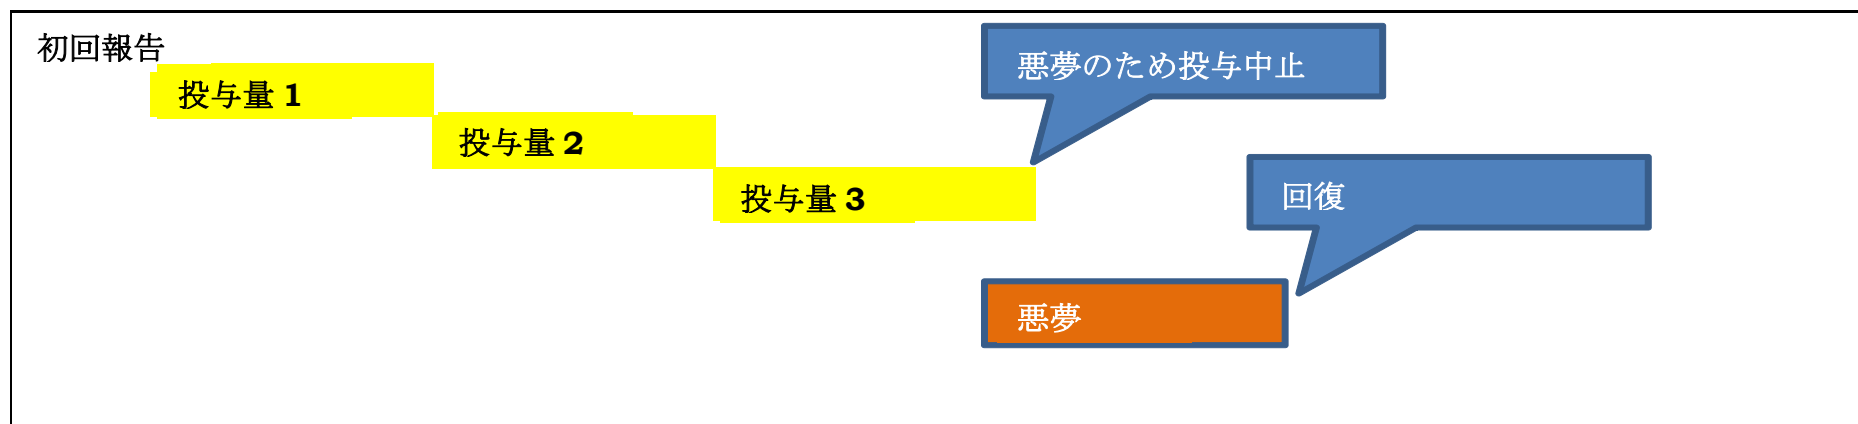 初回報告
悪夢のため投与中止
投与量 1
投与量 2
投与量 3
回復
悪夢